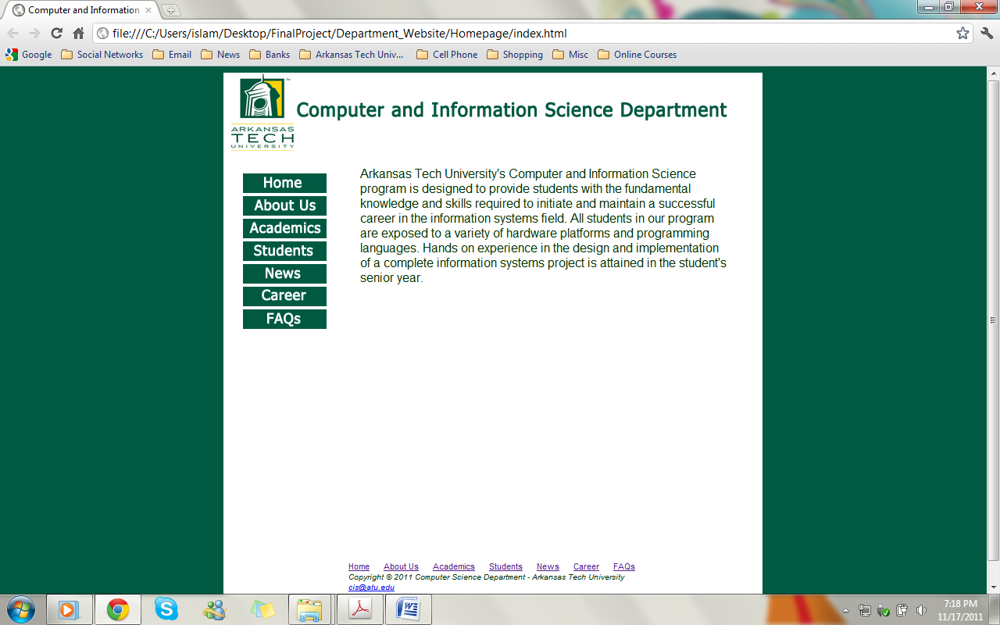 Computer and Information
file:///C:/Users/islam/Desktop/FinalProject/Department_Website/Homepage/index.html
Google Social Networks Email News Banks Arkansas Tech Univ... Cell Phone Shopping Misc Online Courses
ARKANSAS
TECH
UNIVERSITY
Computer and Information Science Department
Home
About Us
Academics
Students
News
Career
FAQs
Arkansas Tech University's Computer and Information Science
program is designed to provide students with the fundamental
knowledge and skills required to initiate and maintain a successful
career in the information systems field. All students in our program
are exposed to a variety of hardware platforms and programming
languages. Hands on experience in the design and implementation
of a complete information systems project is attained in the student's
senior year.
Home About Us Academics Students News Career FAQs
Copyright © 2011 Computer Science Department - Arkansas Tech University
cis@atu.edu
7:18 PM
11/17/2011